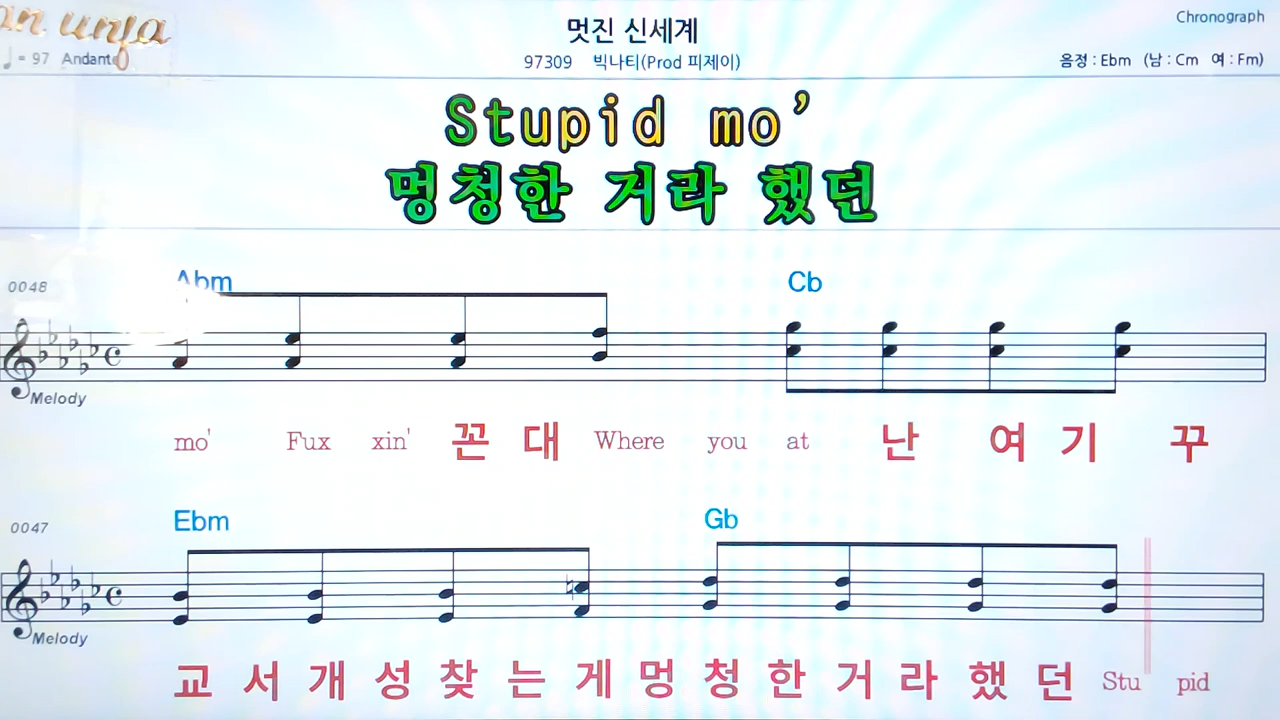 멋진 신세계
Chronograph
♩= 97 Andante
97309 빅나티(Prod 피제이)
음정 : Ebm (남 : Cm 여 : Fm)
Stupid mo'
멍청한 거라 했던
0048
Abm
Cb
Melody
mo' Fux xin' 꼰 대 Where you at 난 여 기 꾸
0047
Ebm
Gb
Melody
교 서 개 성 찾 는 게 멍 청 한 거 라 했 던 Stu pid